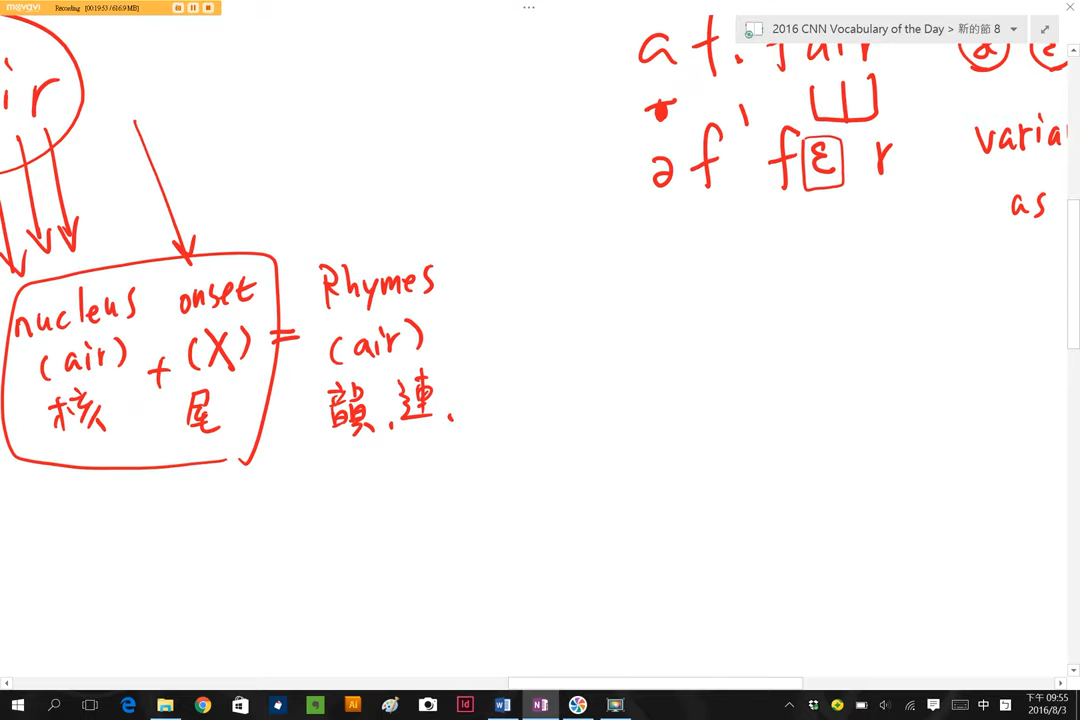 movavi
Recording [00:19:53 / 616.9 MB]
2016 CNN Vocabulary of the Day > 新的節 8
ir
af. fair
varia
əf' fɛr
as
nucleus onset
Rhymes
(air) + (X) = (air)
核 尾 韻.連.
下午 09:55
中
2016/8/3